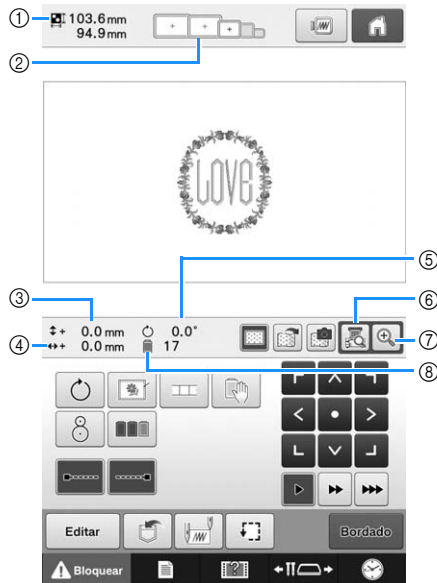 ① 103.6 mm
94.9 mm
②
LOVE
③ ⑤ ⑥
+ 0.0 mm 0.0°
④ + 0.0 mm 17 ⑦
⑧
Editar Bordado
Bloquear